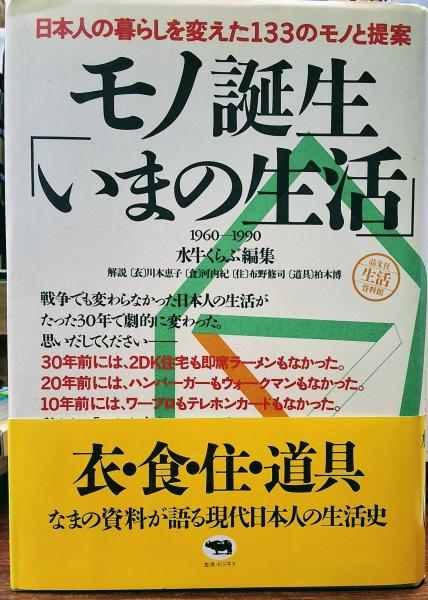 日本人の暮らしを変えた133のモノと提案
モノ誕生
「いまの生活」
1960―1990
水牛くらぶ編集
解説〔衣〕川本恵子〔食〕河内紀〔住〕布野修司〔道具〕柏木博
晶文社
生活
資料館
戦争でも変わらなかった日本人の生活が
たった30年で劇的に変わった。
思いだしてください――
30年前には、2DK住宅も即席ラーメンもなかった。
20年前には、ハンバーガーもウォークマンもなかった。
10年前には、ワープロもテレホンカードもなかった。
衣・食・住・道具
なまの資料が語る現代日本人の生活史
生活・ビジネス